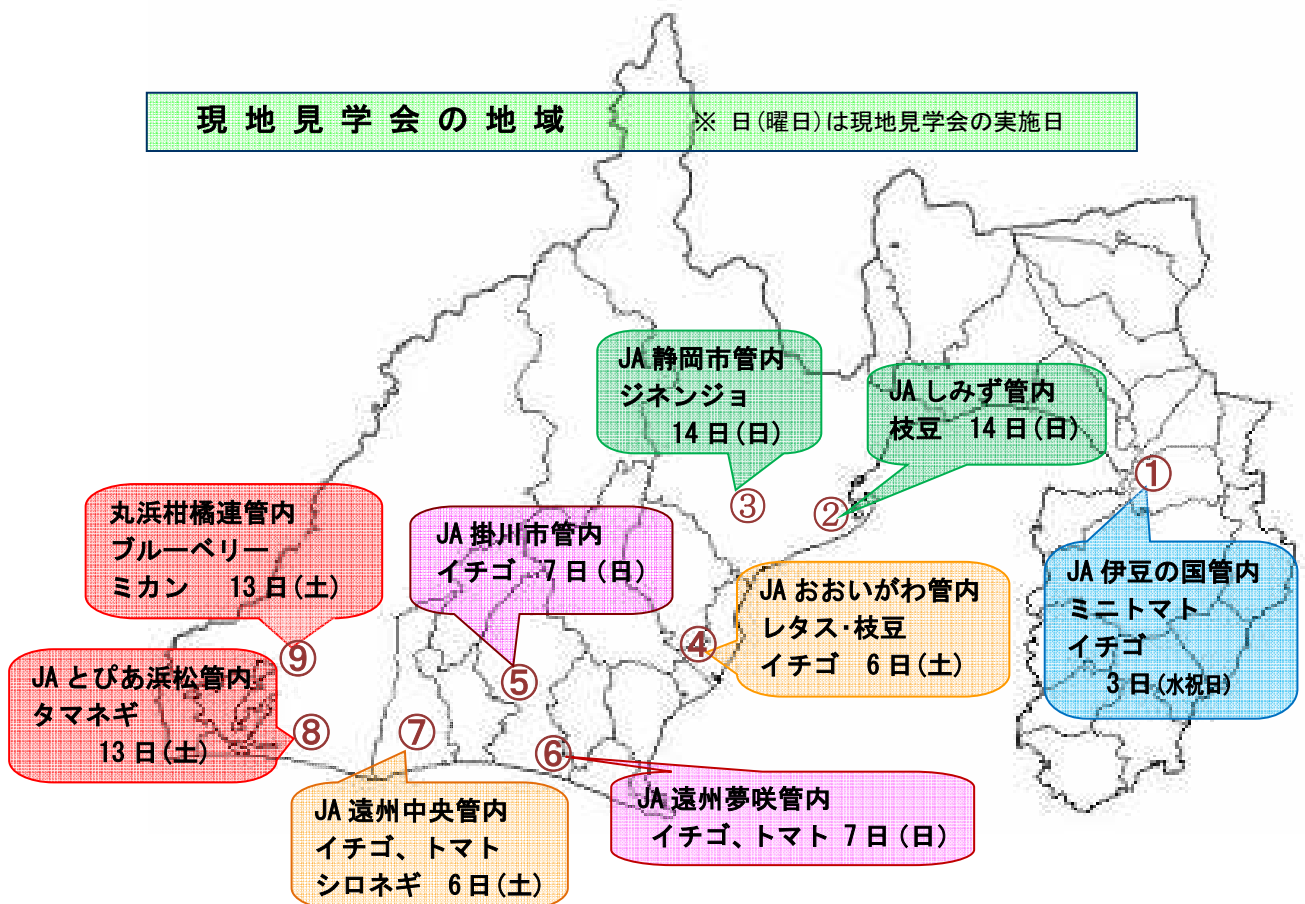 現地見学会の地域 ※ 日(曜日)は現地見学会の実施日
JA静岡市管内
ジネンジョ
14日(日)
JAしみず管内
枝豆 14日(日)
③
②
①
丸浜柑橘連管内
ブルーベリー
ミカン 13日(土)
JA掛川市管内
イチゴ 7日(日)
JAおおいがわ管内
レタス・枝豆
イチゴ 6日(土)
JA伊豆の国管内
ミニトマト
イチゴ
3日(水祝日)
⑨
④
⑤
JAとぴあ浜松管内
タマネギ
13日(土)
⑧
⑦
⑥
JA遠州中央管内
イチゴ、トマト
シロネギ 6日(土)
JA遠州夢咲管内
イチゴ、トマト 7日(日)